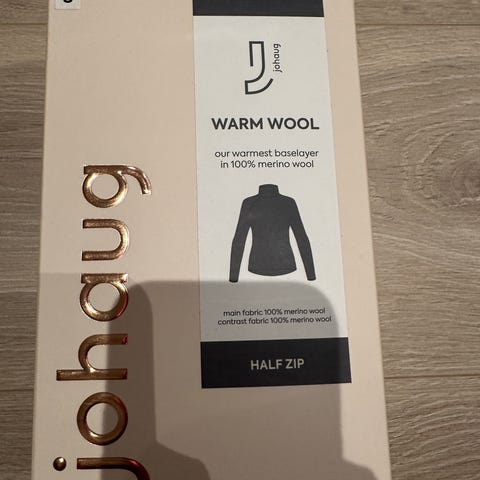 johaug
johaug
WARM WOOL
our warmest baselayer
in 100% merino wool
main fabric 100% merino wool
contrast fabric 100% merino wool
HALF ZIP